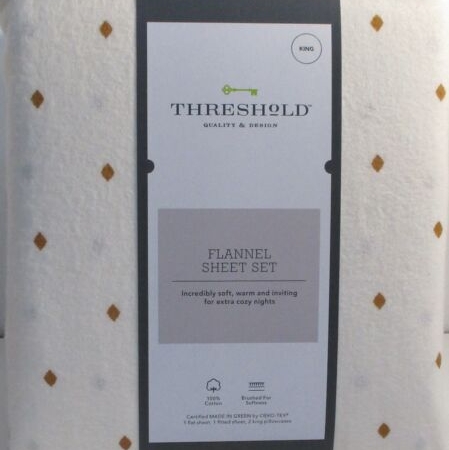 KING
THRESHOLD™
QUALITY & DESIGN
FLANNEL
SHEET SET
Incredibly soft, warm and inviting
for extra cozy nights
100% Cotton
Brushed For Softness
Certified MADE IN GREEN by OEKO-TEX®
1 flat sheet, 1 fitted sheet, 2 king pillowcases